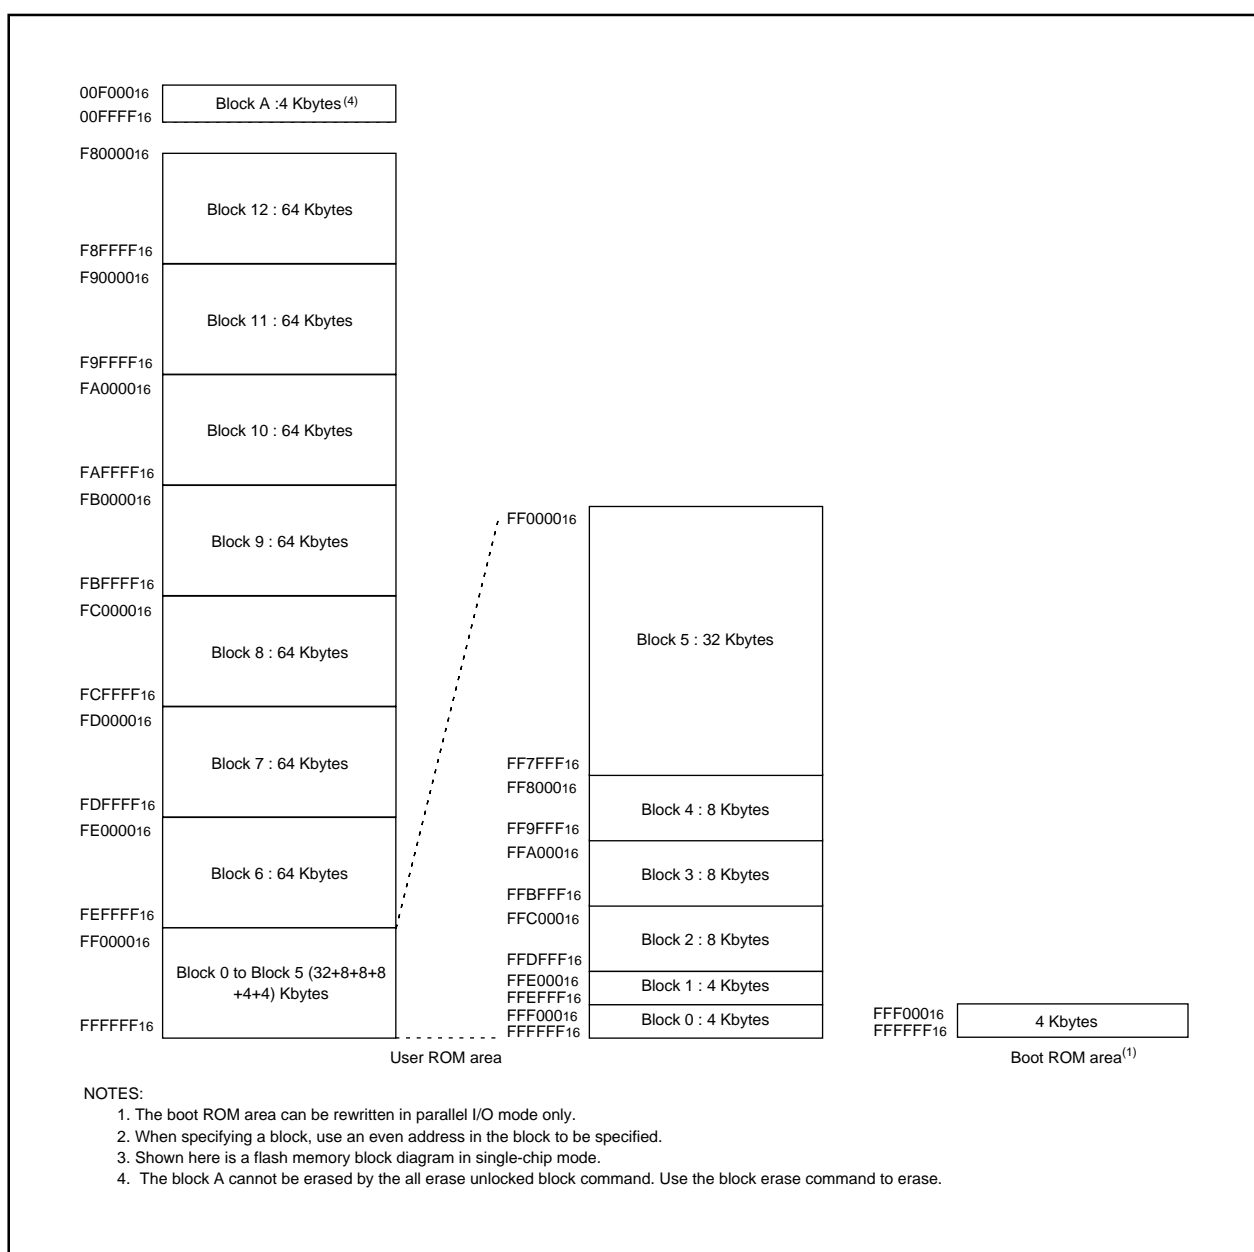 00F00016
Block A :4 Kbytes(4)
00FFFF16
F8000016
Block 12 : 64 Kbytes
F8FFFF16
F9000016
Block 11 : 64 Kbytes
F9FFFF16
FA000016
Block 10 : 64 Kbytes
FAFFFF16
FB000016
Block 9 : 64 Kbytes
FBFFFF16
FC000016
Block 8 : 64 Kbytes
FCFFFF16
FD000016
Block 7 : 64 Kbytes
FDFFFF16
FE000016
Block 6 : 64 Kbytes
FEFFFF16
FF000016
Block 0 to Block 5 (32+8+8+8
+4+4) Kbytes
FFFFFF16
FF000016
Block 5 : 32 Kbytes
FF7FFF16
FF800016
Block 4 : 8 Kbytes
FF9FFF16
FFA00016
Block 3 : 8 Kbytes
FFBFFF16
FFC00016
Block 2 : 8 Kbytes
FFDFFF16
FFE00016
Block 1 : 4 Kbytes
FFEFFF16
FFF00016
Block 0 : 4 Kbytes
FFFFFF16
FFF00016
4 Kbytes
FFFFFF16
User ROM area
Boot ROM area(1)
NOTES:
1. The boot ROM area can be rewritten in parallel I/O mode only.
2. When specifying a block, use an even address in the block to be specified.
3. Shown here is a flash memory block diagram in single-chip mode.
4. The block A cannot be erased by the all erase unlocked block command. Use the block erase command to erase.